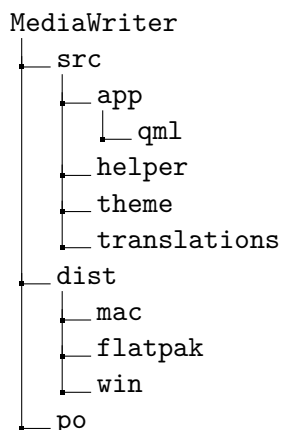 MediaWriter
src
app
qml
helper
theme
translations
dist
mac
flatpak
win
po